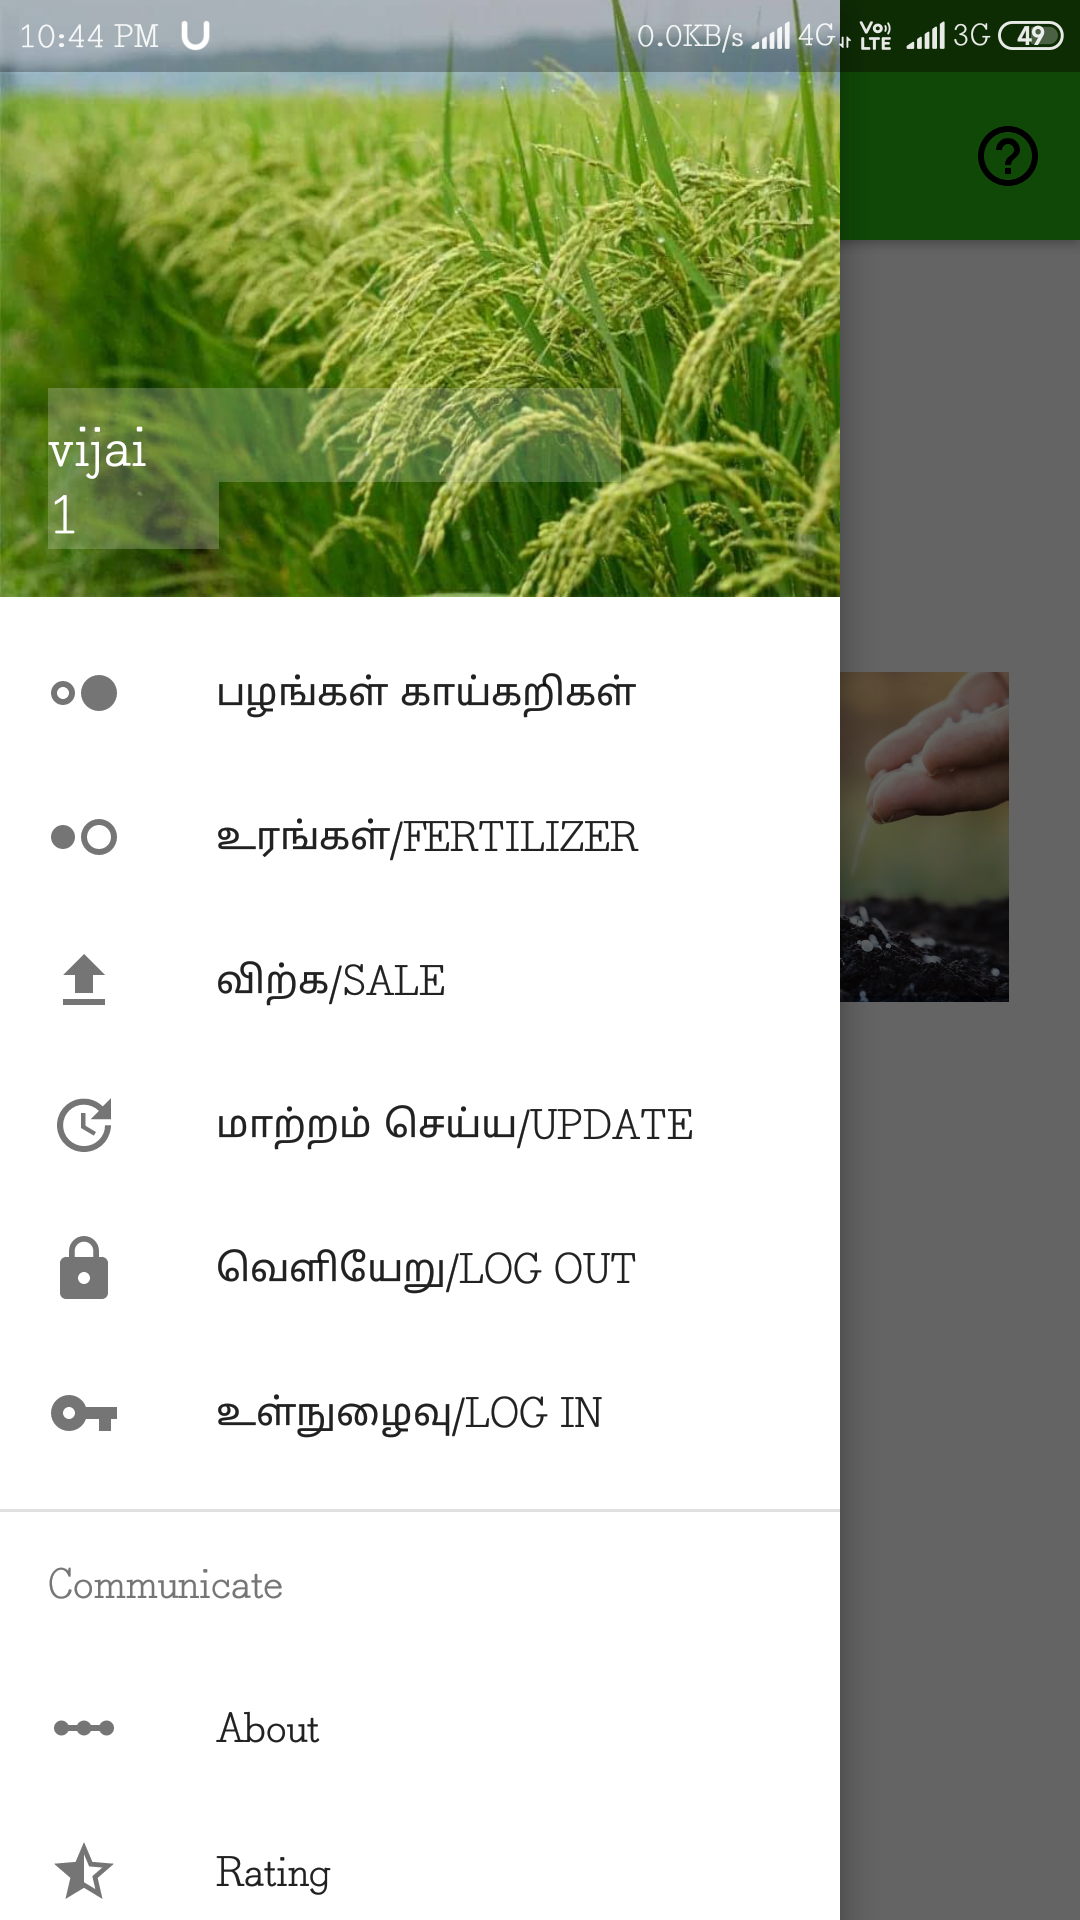 10:44 PM 0.0KB/s 4G Vo LTE 3G 49
vijai
1
பழங்கள் காய்கறிகள்
உரங்கள்/FERTILIZER
விற்க/SALE
மாற்றம் செய்ய/UPDATE
வெளியேறு/LOG OUT
உள்நுழைவு/LOG IN
Communicate
About
Rating